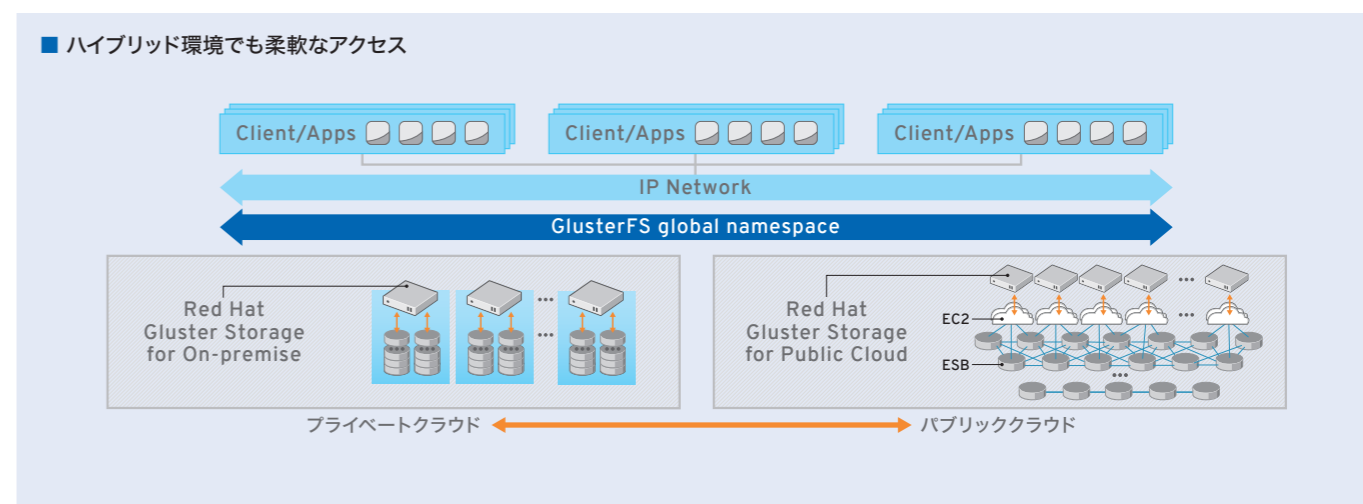 ■ ハイブリッド環境でも柔軟なアクセス
Client/Apps
Client/Apps
Client/Apps
IP Network
GlusterFS global namespace
Red Hat
Gluster Storage
for On-premise
Red Hat
Gluster Storage
for Public Cloud
EC2
ESB
プライベートクラウド
パブリッククラウド